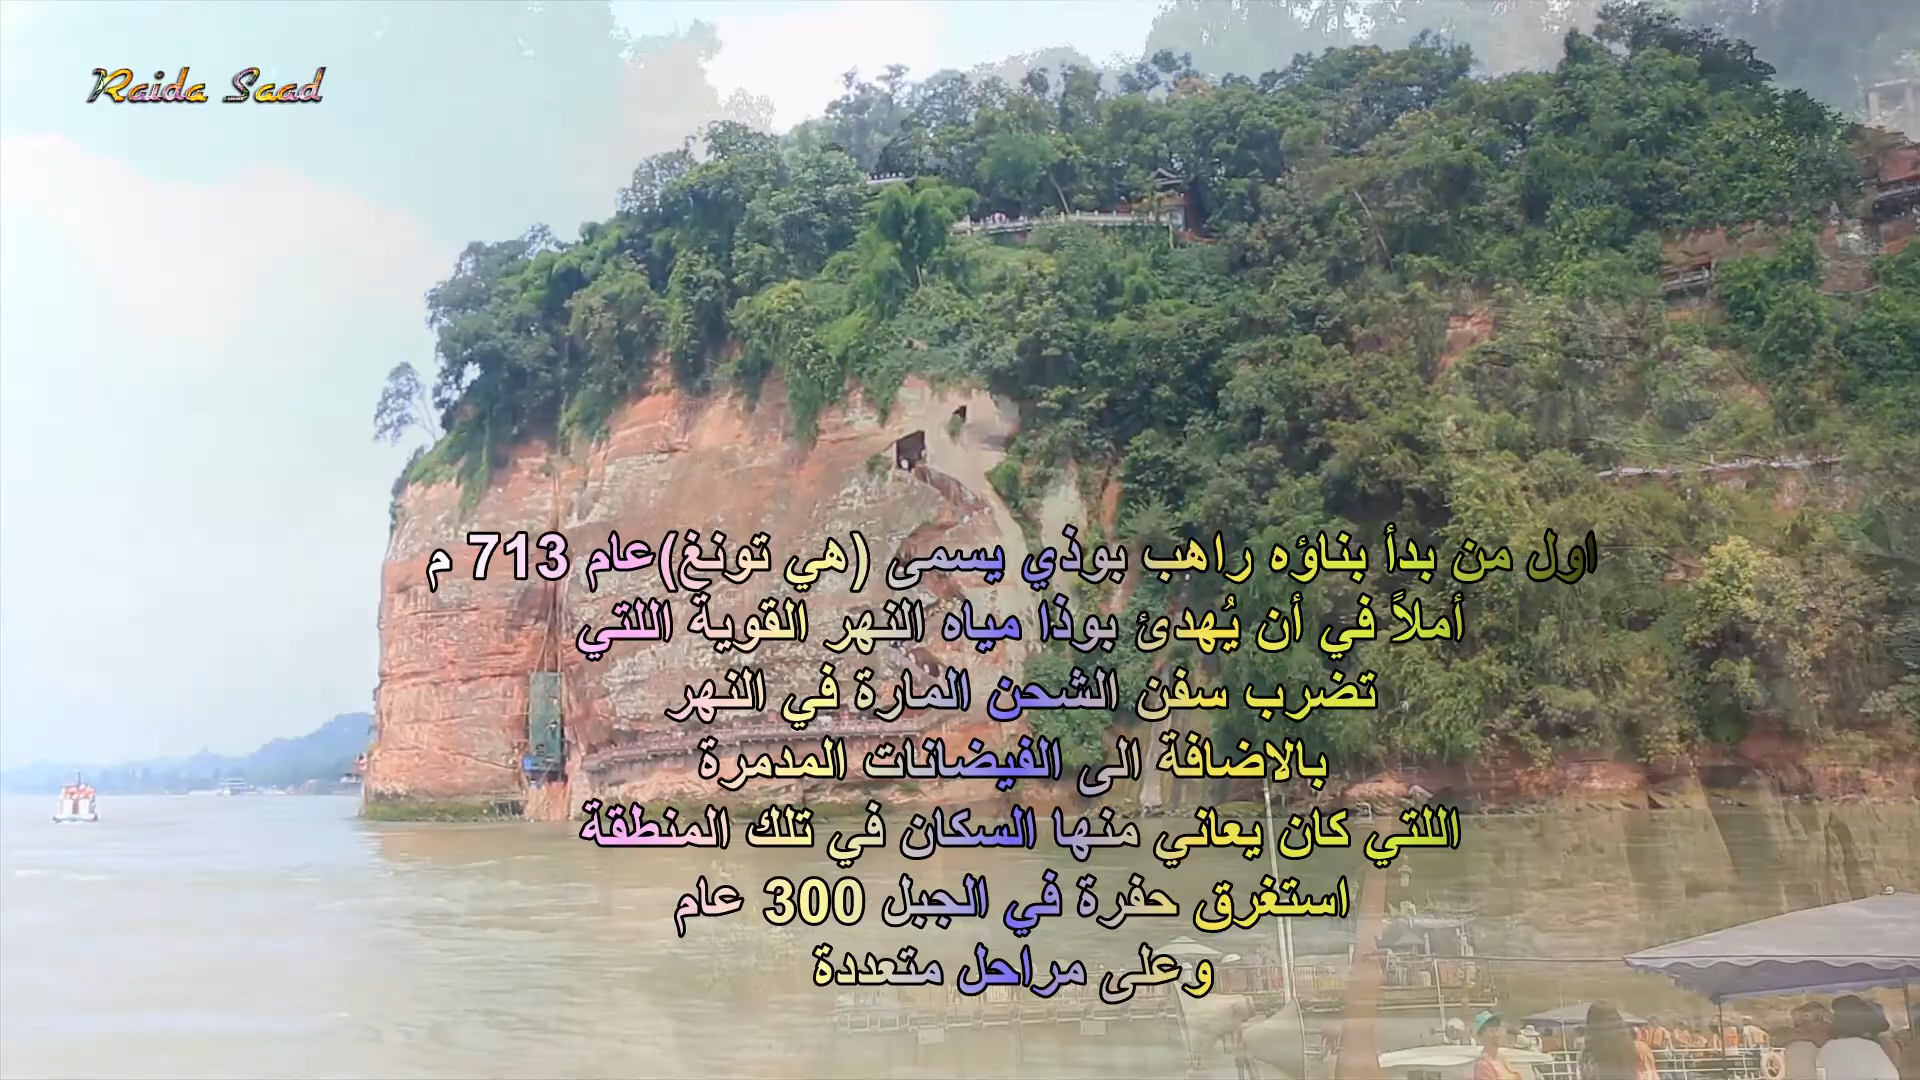 Raida Saad
اول من بدأ بناؤه راهب بوذي يسمى (هي تونغ)عام 713 م
أملاً في أن يُهدئ بوذا مياه النهر القوية اللتي
تضرب سفن الشحن المارة في النهر
بالاضافة الى الفيضانات المدمرة
اللتي كان يعاني منها السكان في تلك المنطقة
استغرق حفرة في الجبل 300 عام
وعلى مراحل متعددة